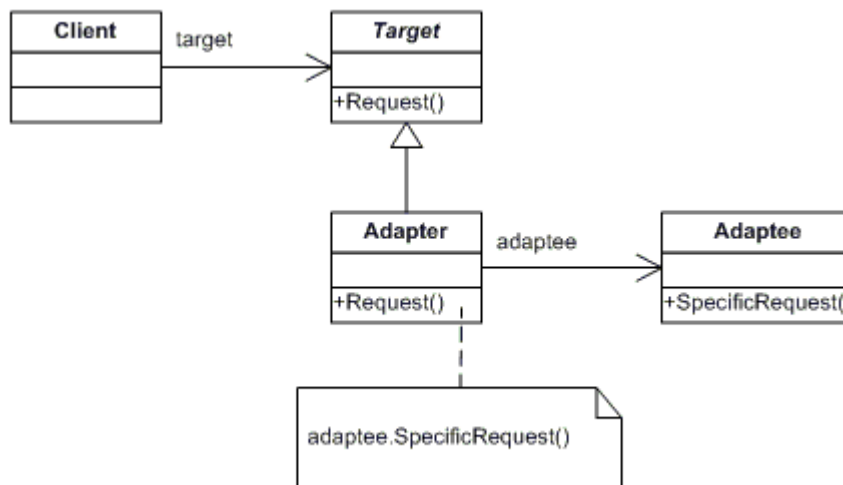 Client
target
Target
+Request()
Adapter
adaptee
Adaptee
+Request()
+SpecificRequest(
adaptee.SpecificRequest()